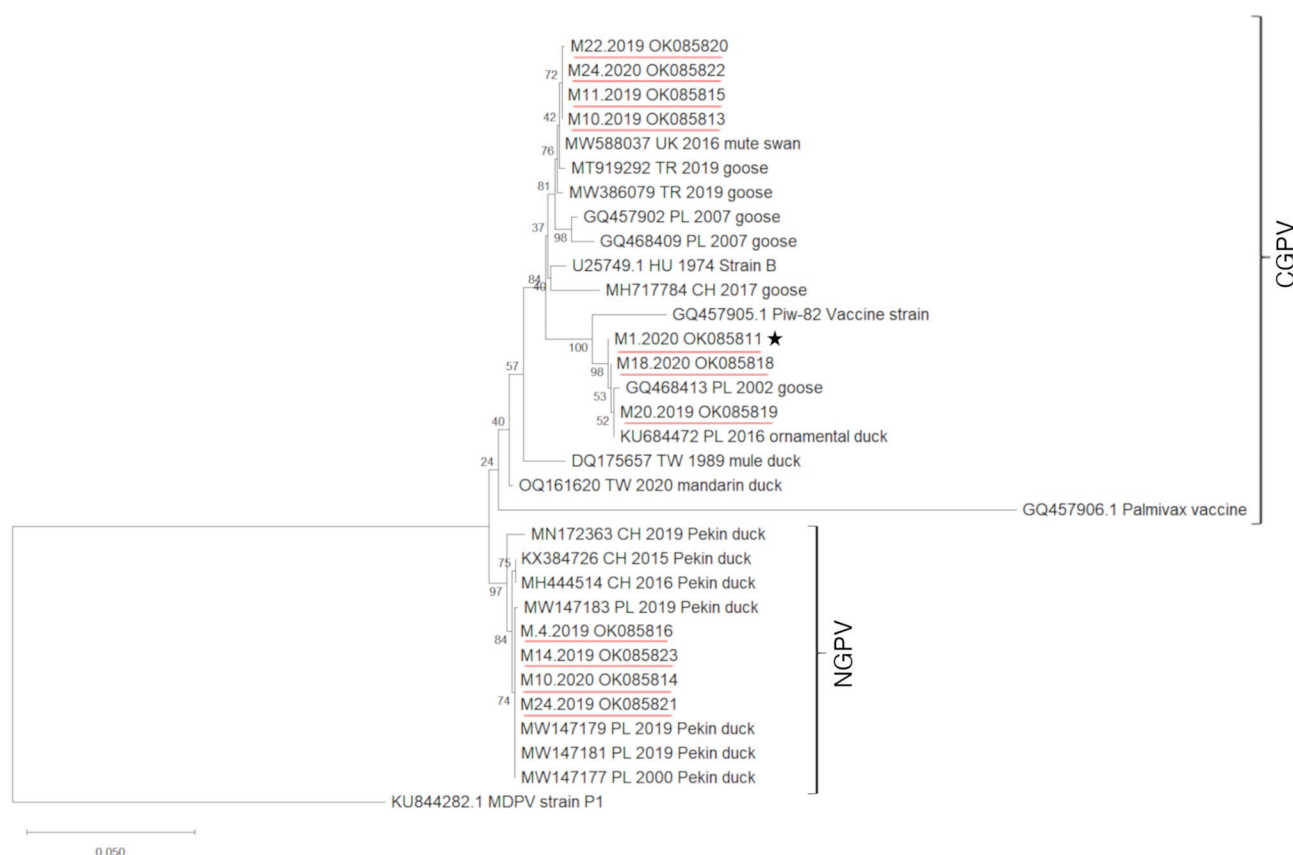 M22.2019 OK085820
72
M24.2020 OK085822
M11.2019 OK085815
42
M10.2019 OK085813
MW588037 UK 2016 mute swan
76
MT919292 TR 2019 goose
81
MW386079 TR 2019 goose
GQ457902 PL 2007 goose
37
98
GQ468409 PL 2007 goose
CGPV
U25749.1 HU 1974 Strain B
84
40
MH717784 CH 2017 goose
GQ457905.1 Piw-82 Vaccine strain
M1.2020 OK085811 ★
100
M18.2020 OK085818
57
98
GQ468413 PL 2002 goose
53
M20.2019 OK085819
52
40
KU684472 PL 2016 ornamental duck
DQ175657 TW 1989 mule duck
24
OQ161620 TW 2020 mandarin duck
GQ457906.1 Palmivax vaccine
MN172363 CH 2019 Pekin duck
75
KX384726 CH 2015 Pekin duck
MH444514 CH 2016 Pekin duck
97
MW147183 PL 2019 Pekin duck
M.4.2019 OK085816
84
NGPV
M14.2019 OK085823
M10.2020 OK085814
74
M24.2019 OK085821
MW147179 PL 2019 Pekin duck
MW147181 PL 2019 Pekin duck
MW147177 PL 2000 Pekin duck
KU844282.1 MDPV strain P1
0.050